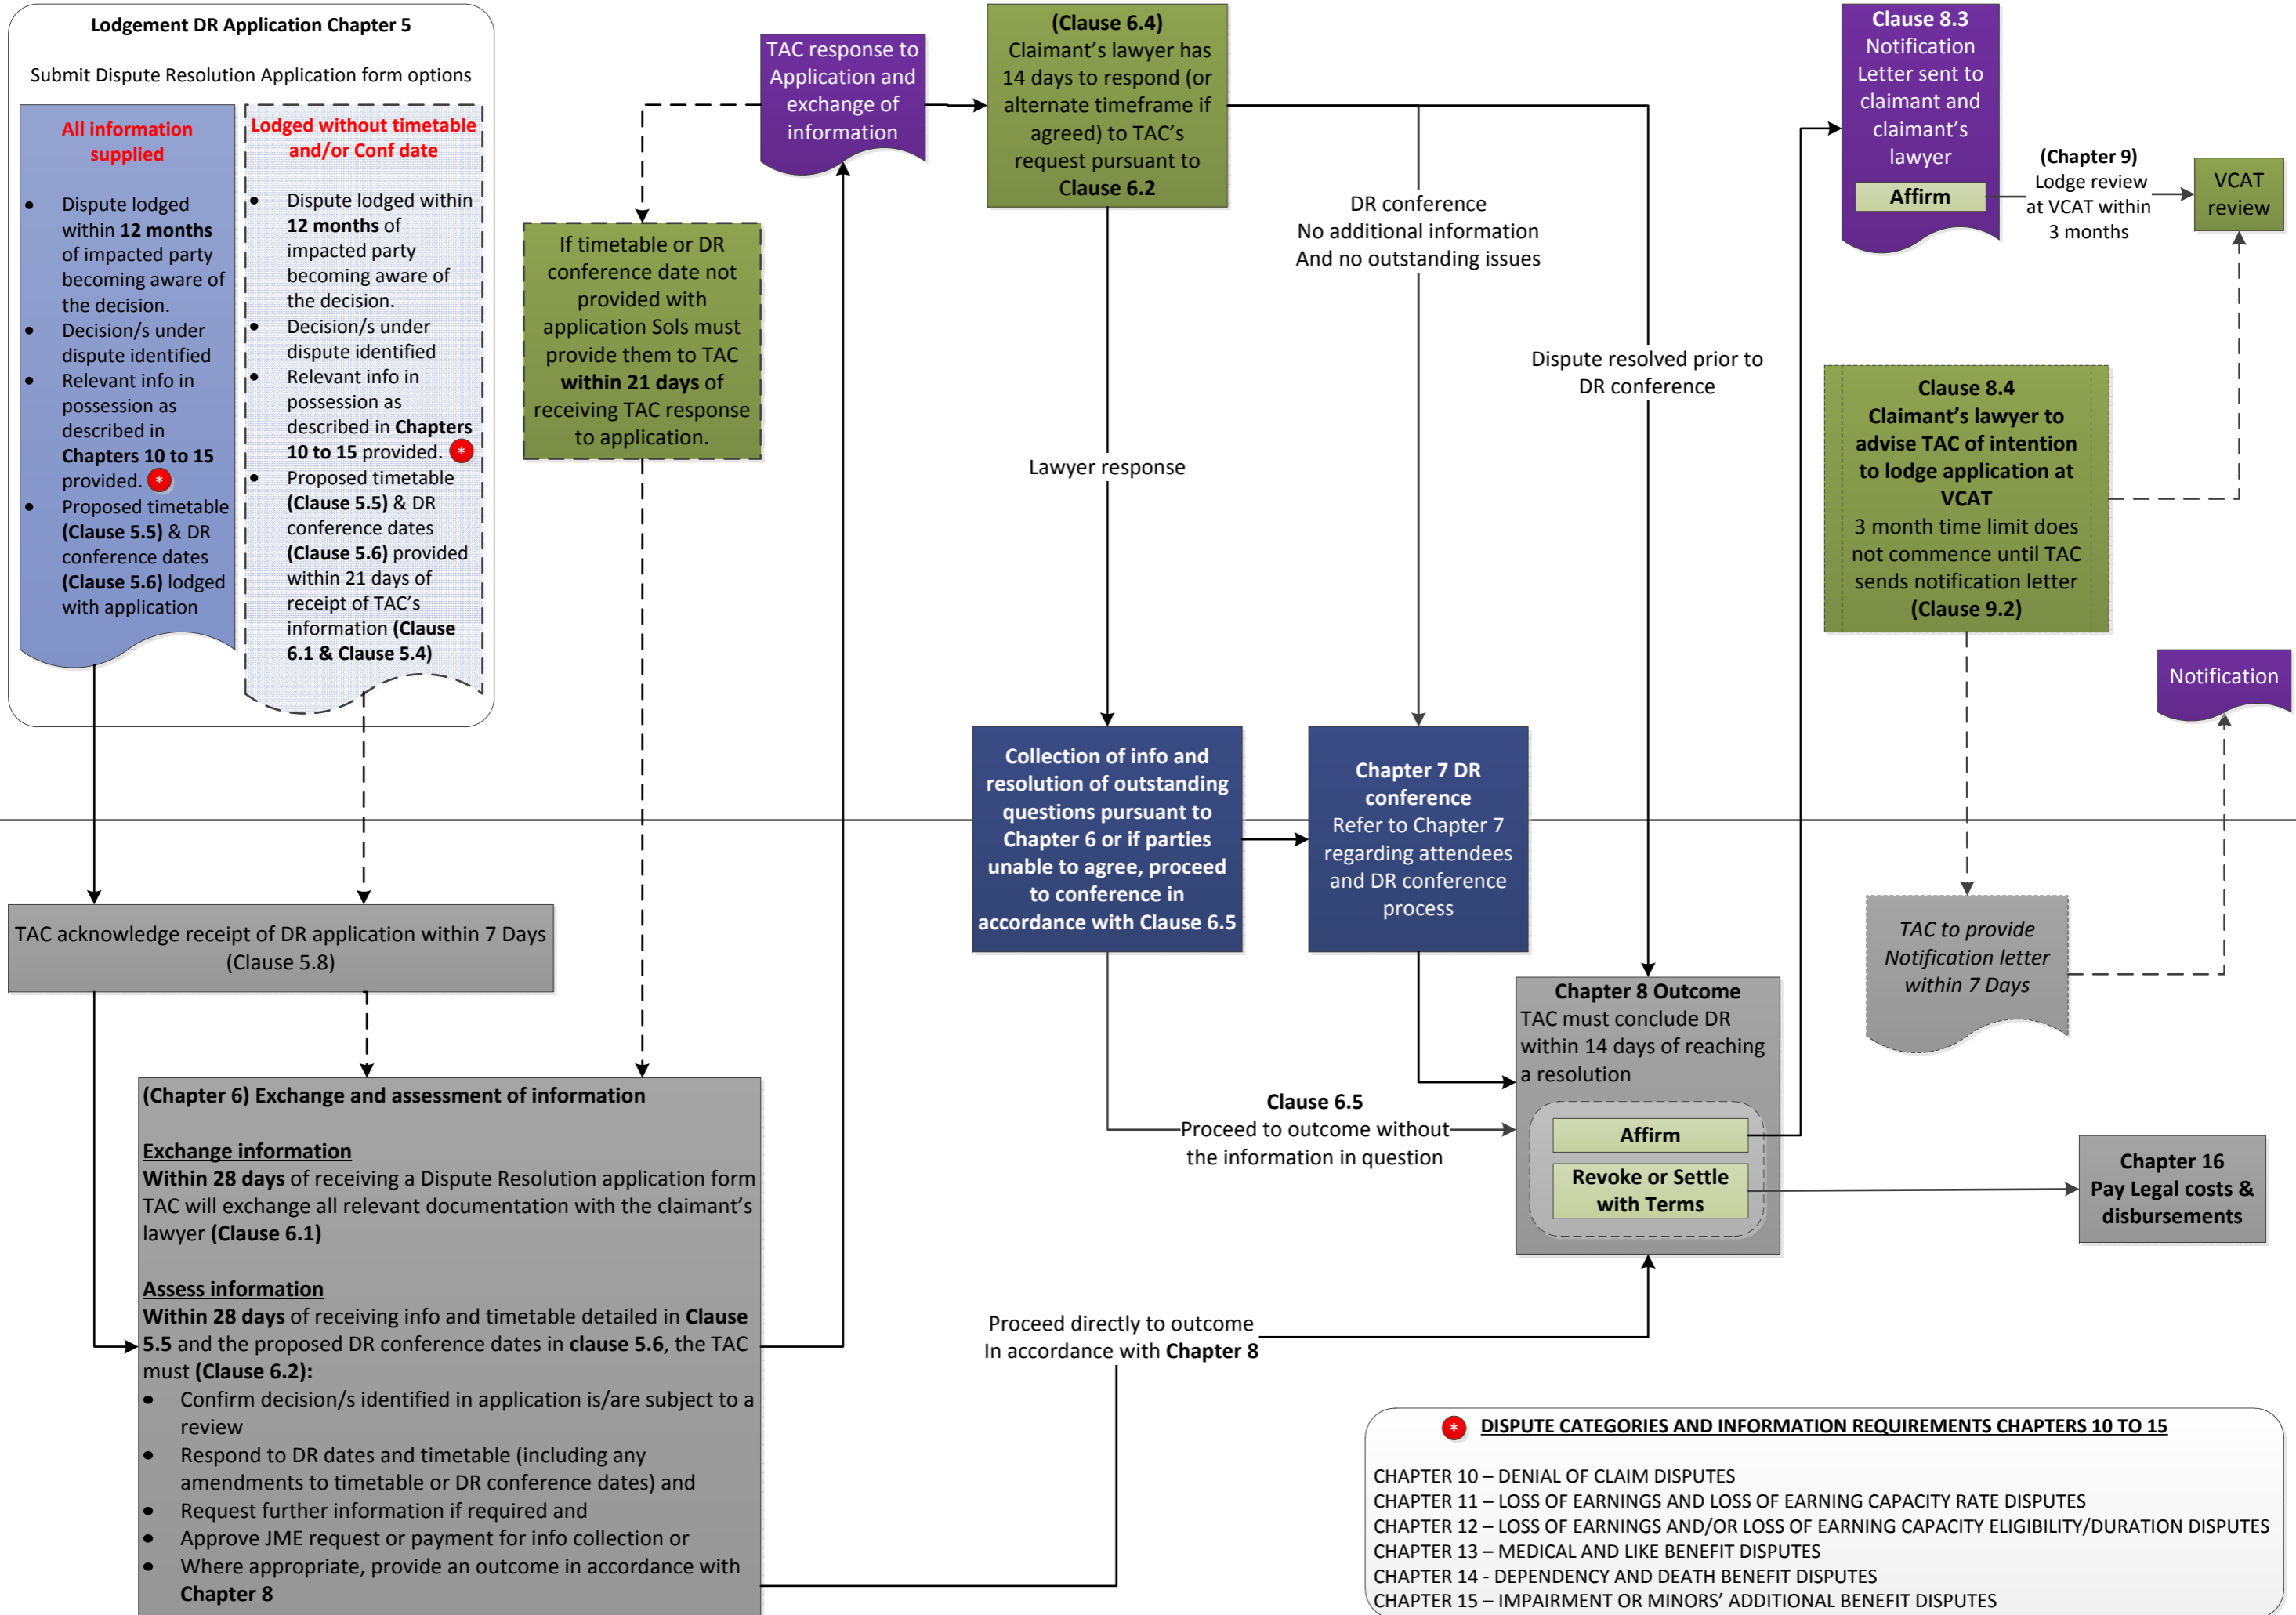 Lodgement DR Application Chapter 5
Submit Dispute Resolution Application form options
All information
supplied
• Dispute lodged
within 12 months
of impacted party
becoming aware of
the decision.
• Decision/s under
dispute identified
• Relevant info in
possession as
described in
Chapters 10 to 15
provided. *
• Proposed timetable
(Clause 5.5) & DR
conference dates
(Clause 5.6) lodged
with application
Lodged without timetable
and/or Conf date
• Dispute lodged within
12 months of
impacted party
becoming aware of
the decision.
• Decision/s under
dispute identified
• Relevant info in
possession as
described in Chapters
10 to 15 provided. *
• Proposed timetable
(Clause 5.5) & DR
conference dates
(Clause 5.6) provided
within 21 days of
receipt of TAC's
information (Clause
6.1 & Clause 5.4)
If timetable or DR
conference date not
provided with
application Sols must
provide them to TAC
within 21 days of
receiving TAC response
to application.
TAC response to
Application and
exchange of
information
(Clause 6.4)
Claimant's lawyer has
14 days to respond (or
alternate timeframe if
agreed) to TAC's
request pursuant to
Clause 6.2
DR conference
No additional information
And no outstanding issues
Dispute resolved prior to
DR conference
Lawyer response
Clause 8.3
Notification
Letter sent to
claimant and
claimant's
lawyer
Affirm
(Chapter 9)
Lodge review
at VCAT within
3 months
VCAT
review
Clause 8.4
Claimant's lawyer to
advise TAC of intention
to lodge application at
VCAT
3 month time limit does
not commence until TAC
sends notification letter
(Clause 9.2)
Notification
Collection of info and
resolution of outstanding
questions pursuant to
Chapter 6 or if parties
unable to agree, proceed
to conference in
accordance with Clause 6.5
Chapter 7 DR
conference
Refer to Chapter 7
regarding attendees
and DR conference
process
TAC acknowledge receipt of DR application within 7 Days
(Clause 5.8)
TAC to provide
Notification letter
within 7 Days
(Chapter 6) Exchange and assessment of information
Exchange information
Within 28 days of receiving a Dispute Resolution application form
TAC will exchange all relevant documentation with the claimant's
lawyer (Clause 6.1)
Assess information
Within 28 days of receiving info and timetable detailed in Clause
5.5 and the proposed DR conference dates in clause 5.6, the TAC
must (Clause 6.2):
• Confirm decision/s identified in application is/are subject to a
review
• Respond to DR dates and timetable (including any
amendments to timetable or DR conference dates) and
• Request further information if required and
• Approve JME request or payment for info collection or
• Where appropriate, provide an outcome in accordance with
Chapter 8
Clause 6.5
Proceed to outcome without
the information in question
Chapter 8 Outcome
TAC must conclude DR
within 14 days of reaching
a resolution
Affirm
Revoke or Settle
with Terms
Chapter 16
Pay Legal costs &
disbursements
Proceed directly to outcome
In accordance with Chapter 8
* DISPUTE CATEGORIES AND INFORMATION REQUIREMENTS CHAPTERS 10 TO 15
CHAPTER 10 – DENIAL OF CLAIM DISPUTES
CHAPTER 11 – LOSS OF EARNINGS AND LOSS OF EARNING CAPACITY RATE DISPUTES
CHAPTER 12 – LOSS OF EARNINGS AND/OR LOSS OF EARNING CAPACITY ELIGIBILITY/DURATION DISPUTES
CHAPTER 13 – MEDICAL AND LIKE BENEFIT DISPUTES
CHAPTER 14 - DEPENDENCY AND DEATH BENEFIT DISPUTES
CHAPTER 15 – IMPAIRMENT OR MINORS' ADDITIONAL BENEFIT DISPUTES